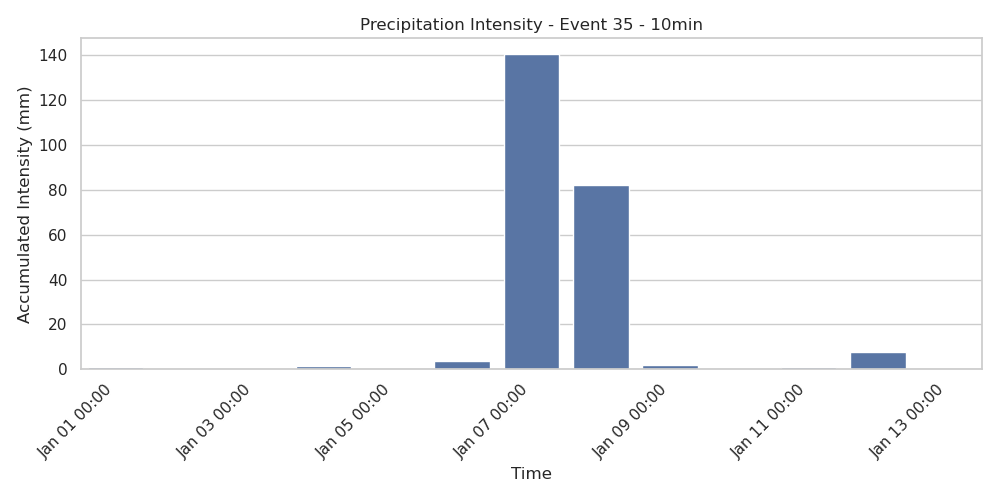 Precipitation Intensity - Event 35 - 10min
Accumulated Intensity (mm)
140
120
100
80
60
40
20
0
Jan 01 00:00
Jan 03 00:00
Jan 05 00:00
Jan 07 00:00
Jan 09 00:00
Jan 11 00:00
Jan 13 00:00
Time